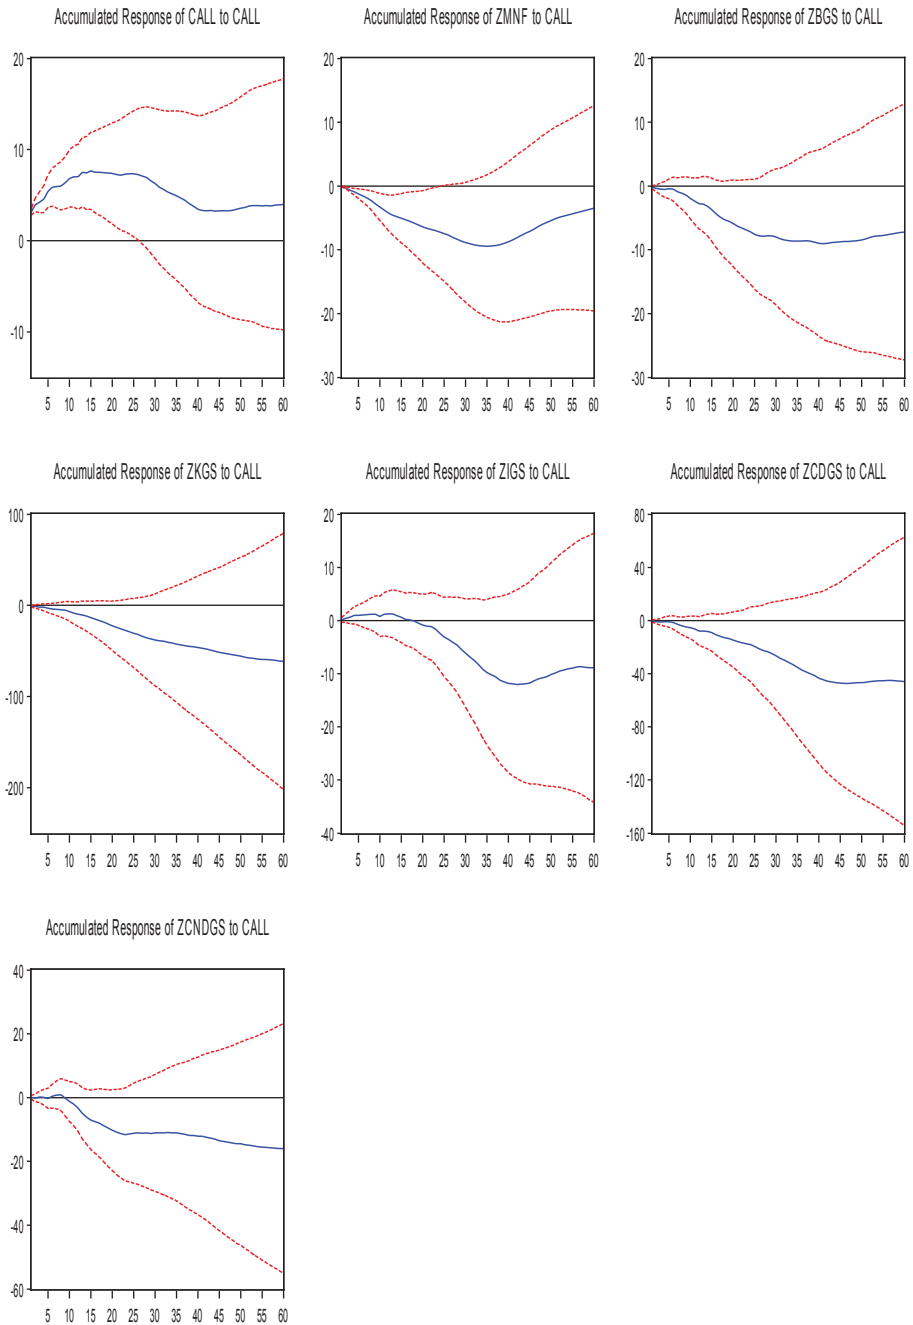 Accumulated Response of CALL to CALL
Accumulated Response of ZMNF to CALL
Accumulated Response of ZBGS to CALL
20
10
0
-10
5 10 15 20 25 30 35 40 45 50 55 60
20
10
0
-10
-20
-30
5 10 15 20 25 30 35 40 45 50 55 60
20
10
0
-10
-20
-30
5 10 15 20 25 30 35 40 45 50 55 60
Accumulated Response of ZKGS to CALL
Accumulated Response of ZIGS to CALL
Accumulated Response of ZCDGS to CALL
100
0
-100
-200
5 10 15 20 25 30 35 40 45 50 55 60
20
10
0
-10
-20
-30
-40
5 10 15 20 25 30 35 40 45 50 55 60
80
40
0
-40
-80
-120
-160
5 10 15 20 25 30 35 40 45 50 55 60
Accumulated Response of ZCNDGS to CALL
40
20
0
-20
-40
-60
5 10 15 20 25 30 35 40 45 50 55 60